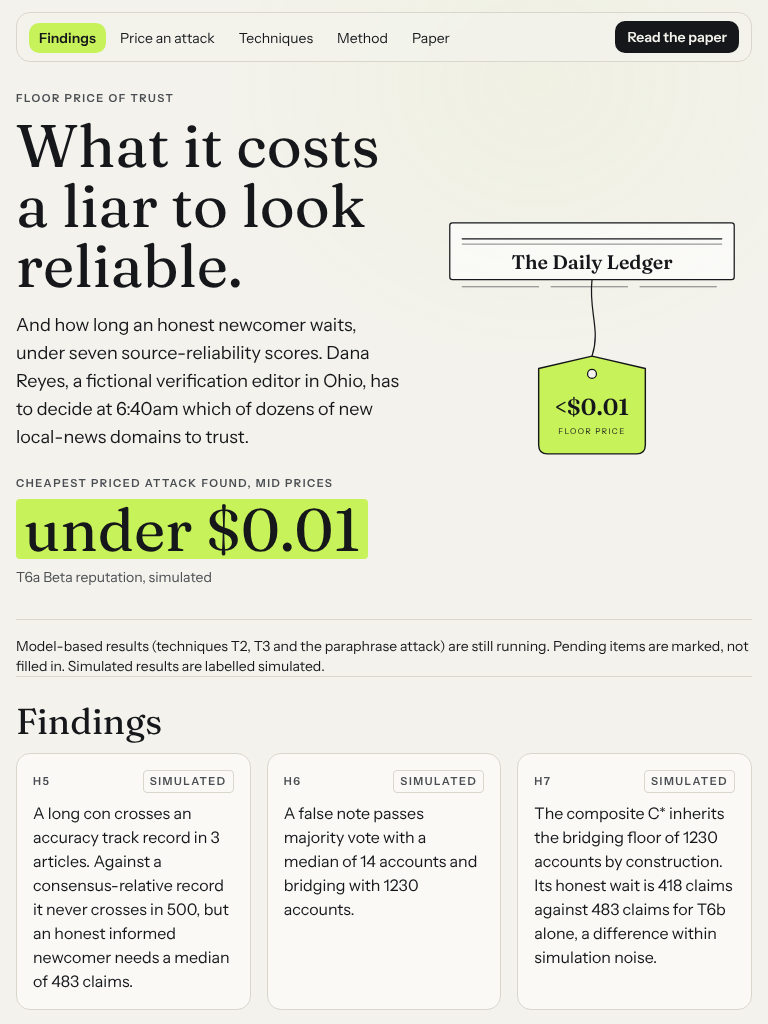 Findings
Price an attack
Techniques
Method
Paper
Read the paper
FLOOR PRICE OF TRUST
What it costs
a liar to look
reliable.
And how long an honest newcomer waits,
under seven source-reliability scores. Dana
Reyes, a fictional verification editor in Ohio, has
to decide at 6:40am which of dozens of new
local-news domains to trust.
CHEAPEST PRICED ATTACK FOUND, MID PRICES
under $0.01
T6a Beta reputation, simulated
The Daily Ledger
<$0.01
FLOOR PRICE
Model-based results (techniques T2, T3 and the paraphrase attack) are still running. Pending items are marked, not
filled in. Simulated results are labelled simulated.
Findings
H5
SIMULATED
A long con crosses an
accuracy track record in 3
articles. Against a
consensus-relative record
it never crosses in 500, but
an honest informed
newcomer needs a median
of 483 claims.
H6
SIMULATED
A false note passes
majority vote with a
median of 14 accounts and
bridging with 1230
accounts.
H7
SIMULATED
The composite C* inherits
the bridging floor of 1230
accounts by construction.
Its honest wait is 418 claims
against 483 claims for T6b
alone, a difference within
simulation noise.